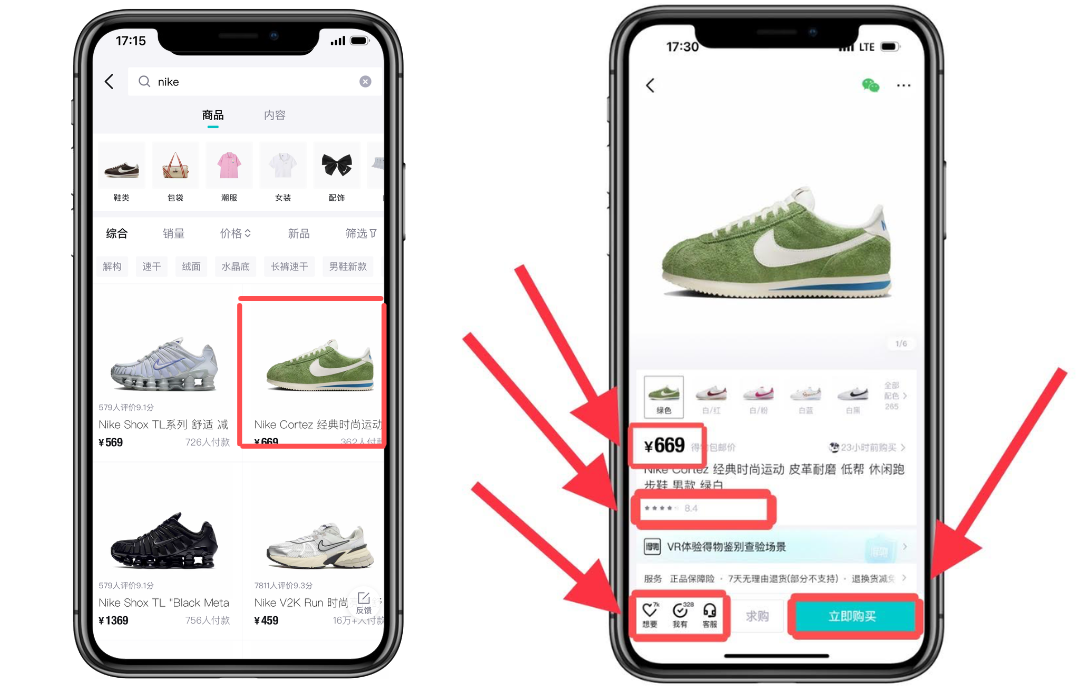 17:15
nike
商品 内容
鞋类 包袋 潮服 女装 配饰
综合 销量 价格 新品 筛选
解构 速干 绒面 水晶底 长裤速干 男鞋新款
579人评价9.1分
Nike Shox TL系列 舒适 减
¥569 726人付款
Nike Cortez 经典时尚运动
¥669 362人付款
579人评价9.1分
Nike Shox TL "Black Meta
¥1369 756人付款
7811人评价9.3分
Nike V2K Run 时尚
¥459 16万+人付款
反馈
17:30 LTE
1/6
绿色 白/红 白/粉 白蓝 白黑
全部
配色
265
¥669 得 包邮价 23小时前购买
Nike Cortez 经典时尚运动 皮革耐磨 低帮 休闲跑
步鞋 男款 绿白
8.4
得物 VR体验得物鉴别查验场景
服务 正品保障险 · 7天无理由退货(部分不支持) · 退换货减免
7k 328
想要 我有 客服
求购
立即购买